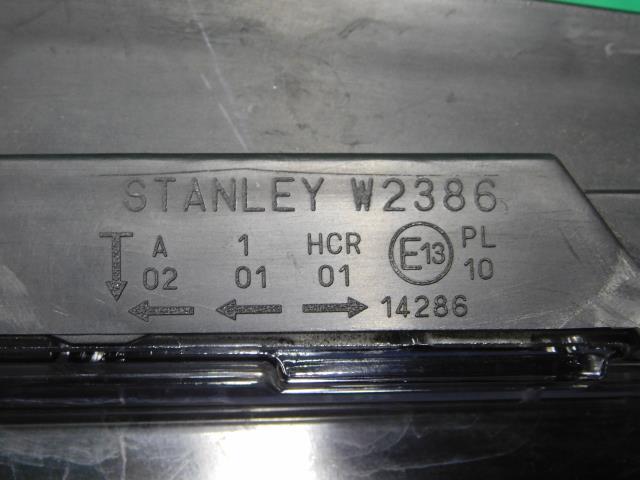 STANLEY W2386
A 1 HCR E13 PL
02 01 01 10
14286